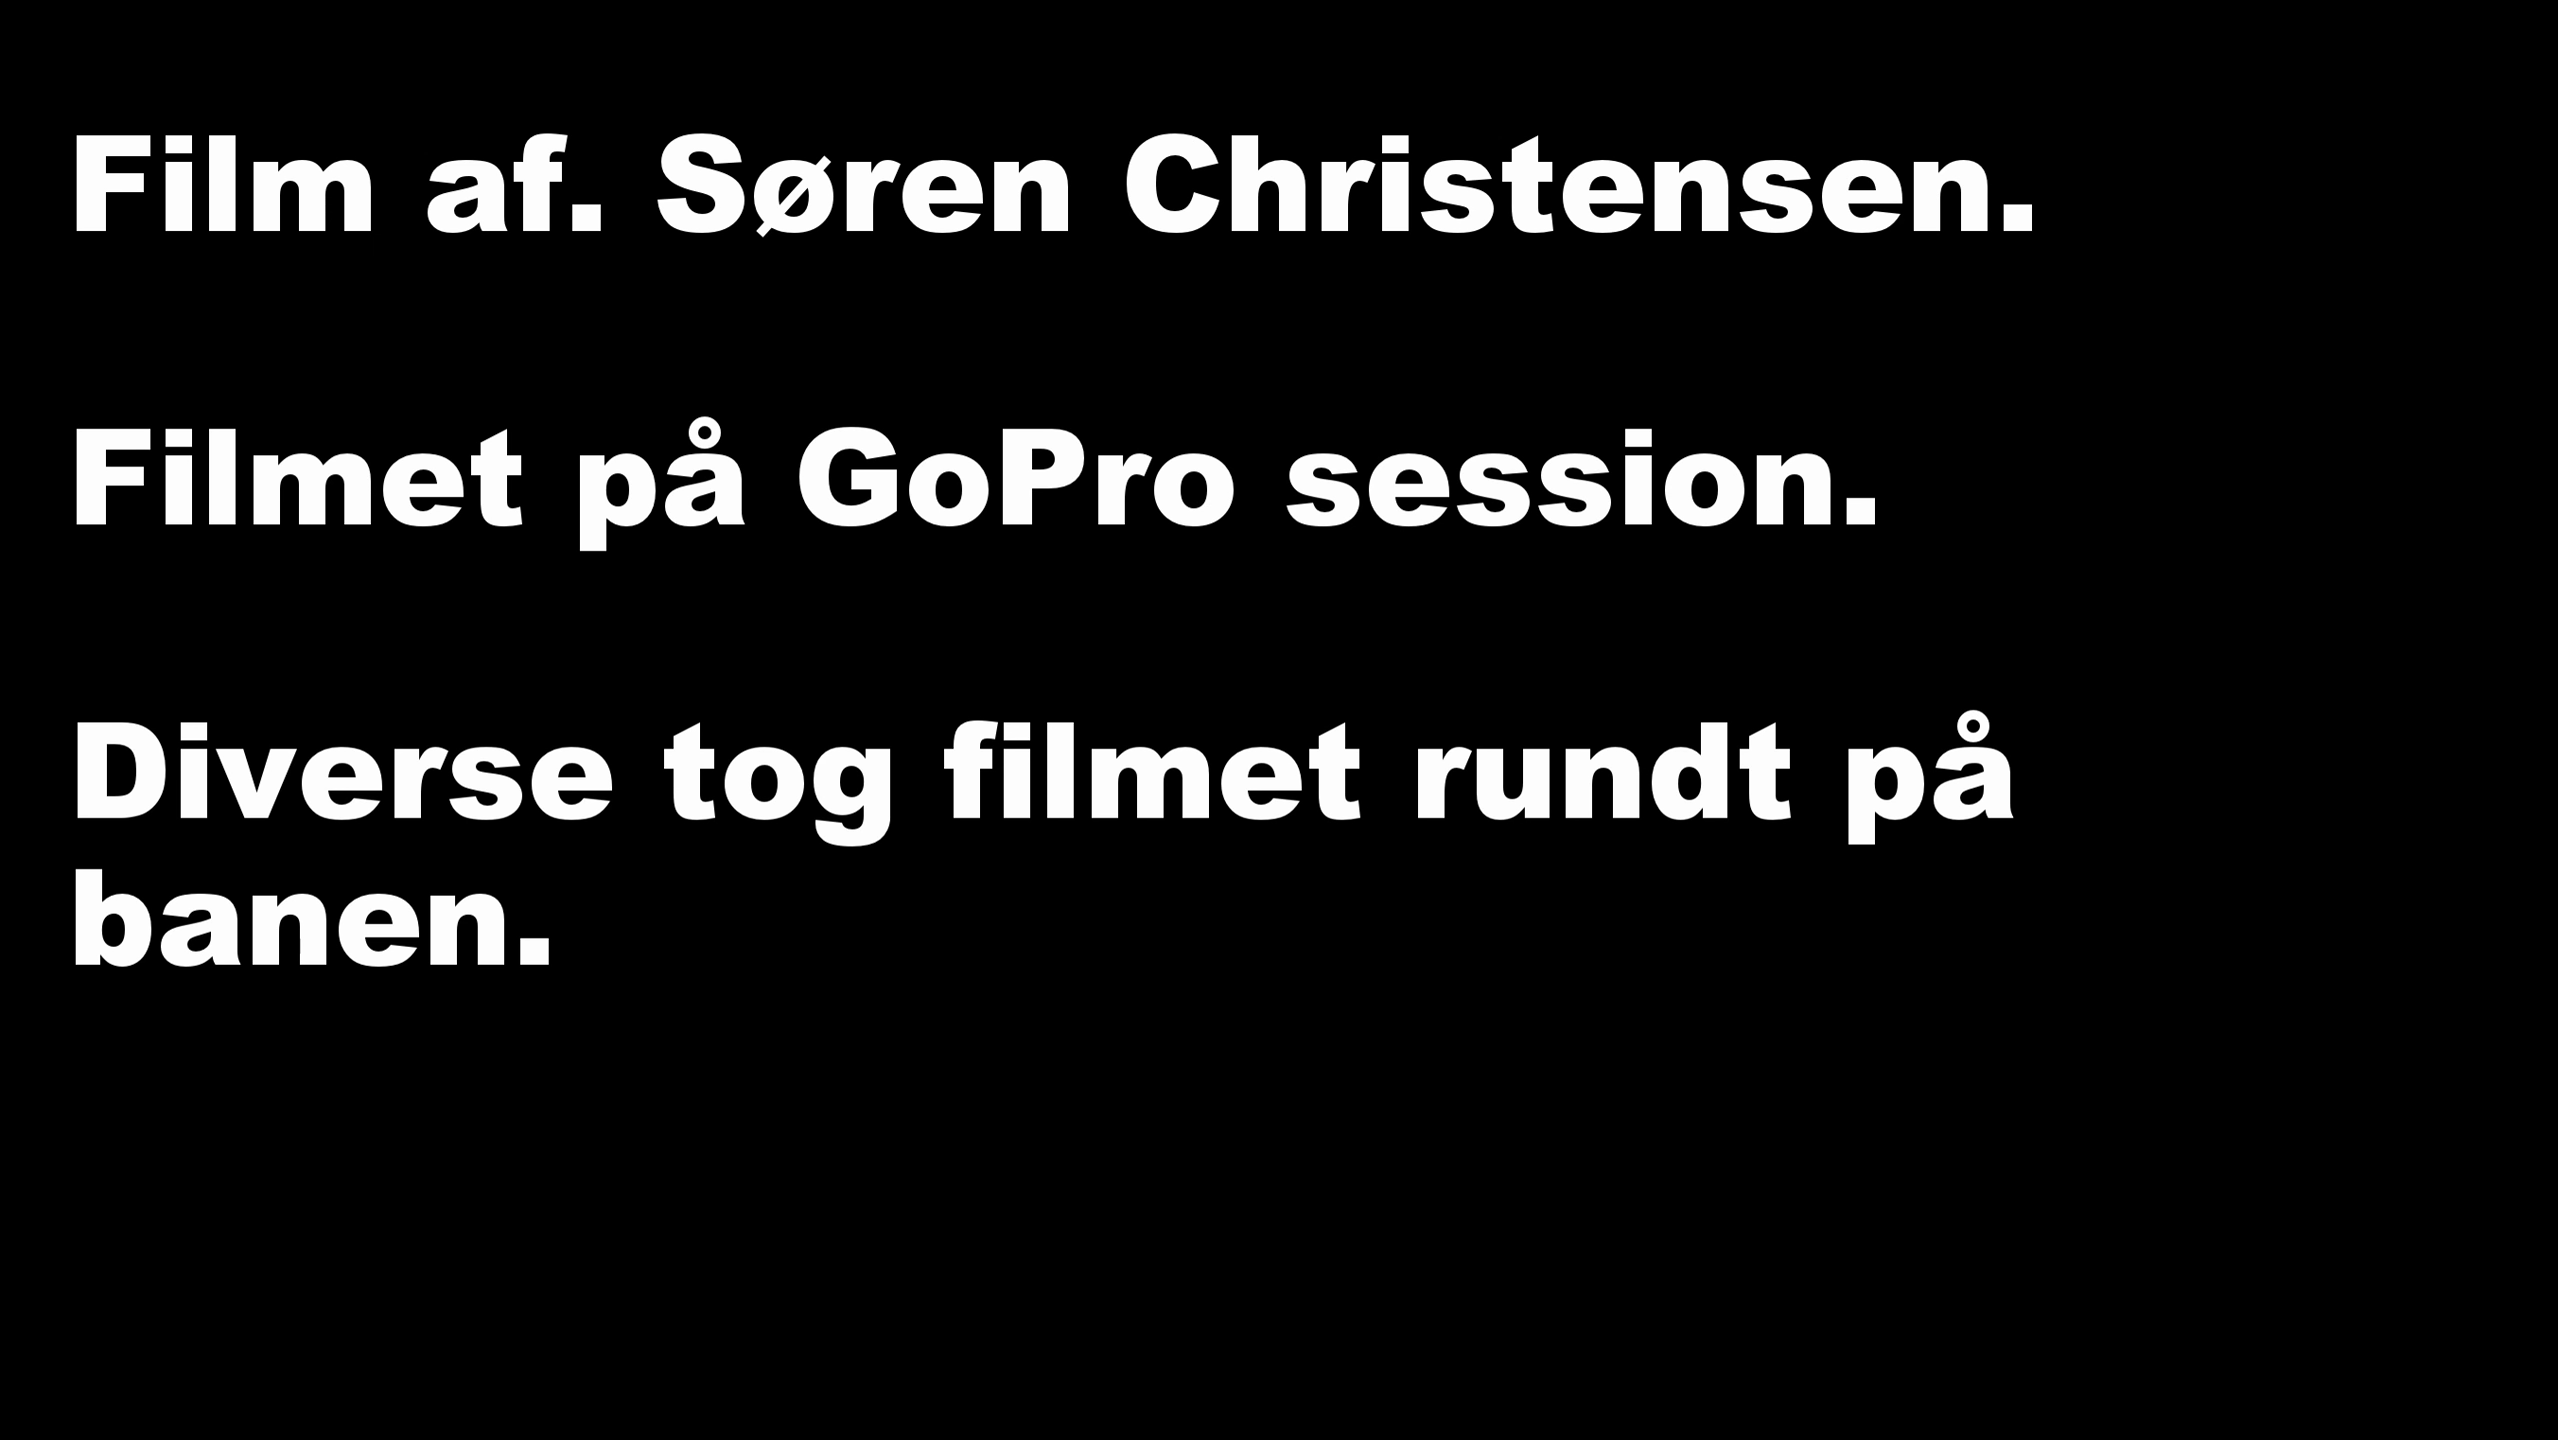 Film af. Søren Christensen.
Filmet på GoPro session.
Diverse tog filmet rundt på
banen.